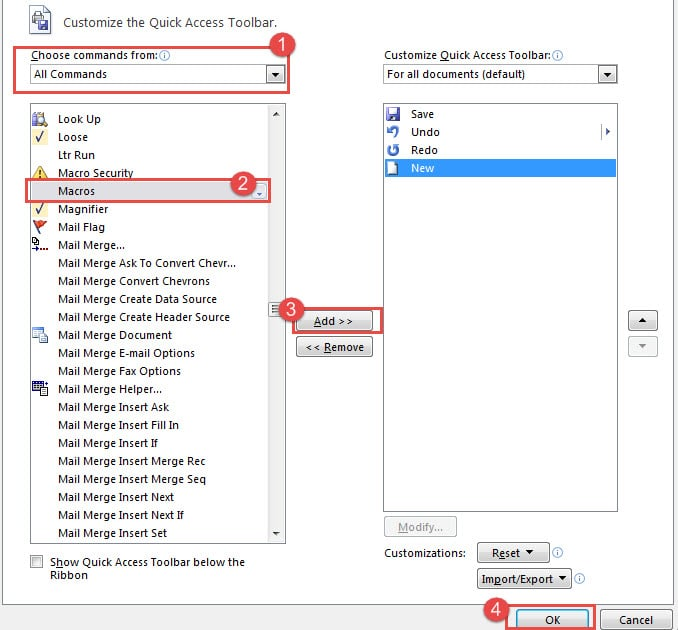 Customize the Quick Access Toolbar.
1
Choose commands from:
All Commands
Customize Quick Access Toolbar:
For all documents (default)
Look Up
Loose
Ltr Run
Macro Security
Macros
2
Magnifier
Mail Flag
Mail Merge...
Mail Merge Ask To Convert Chevr...
Mail Merge Convert Chevrons
Mail Merge Create Data Source
Mail Merge Create Header Source
Mail Merge Document
Mail Merge E-mail Options
Mail Merge Fax Options
Mail Merge Helper...
Mail Merge Insert Ask
Mail Merge Insert Fill In
Mail Merge Insert If
Mail Merge Insert Merge Rec
Mail Merge Insert Merge Seq
Mail Merge Insert Next
Mail Merge Insert Next If
Mail Merge Insert Set
3
Add >>
<< Remove
Save
Undo
Redo
New
Modify...
Show Quick Access Toolbar below the
Ribbon
Customizations:
Reset
Import/Export
4
OK
Cancel